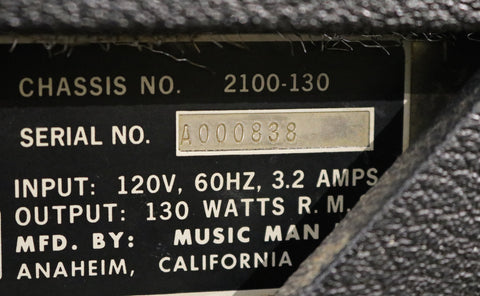 CHASSIS NO. 2100-130
SERIAL NO. A000838
INPUT: 120V, 60HZ, 3.2 AMPS
OUTPUT: 130 WATTS R.M.
MFD. BY: MUSIC MAN
ANAHEIM, CALIFORNIA